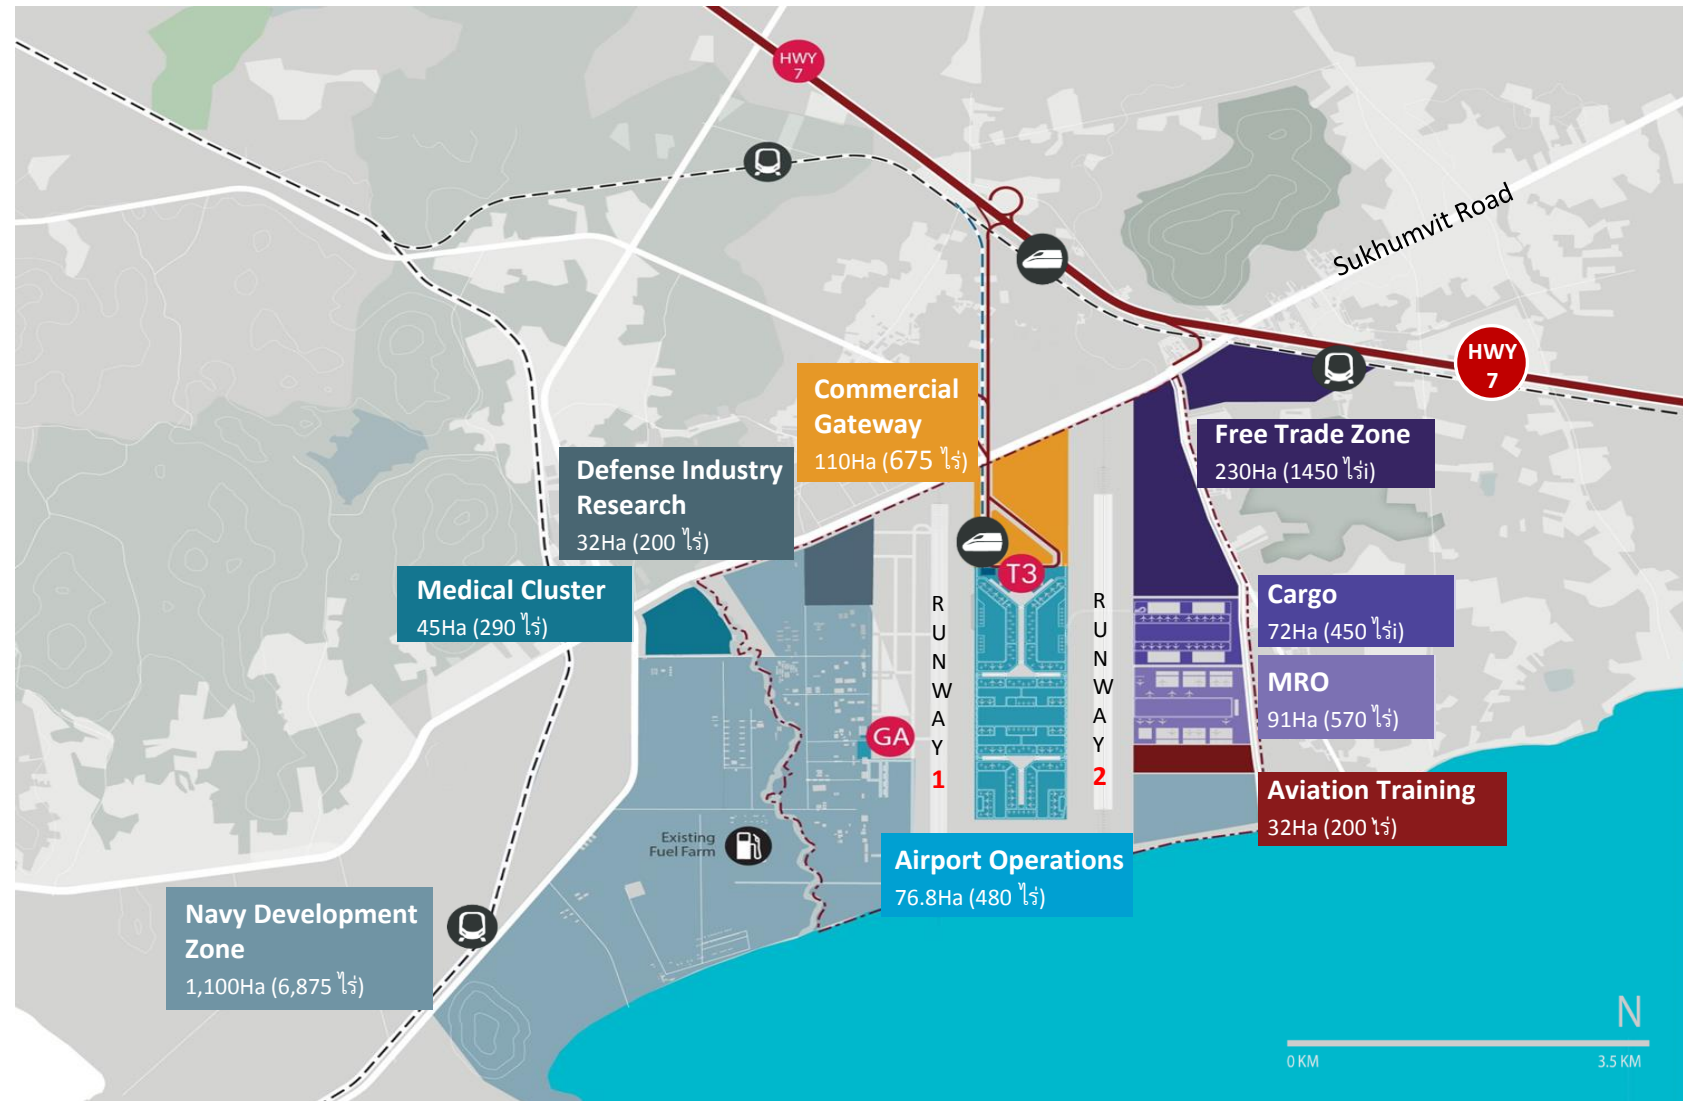 HWY
7
Sukhumvit Road
HWY
7
Commercial
Gateway
110Ha (675 ไร่)
Free Trade Zone
230Ha (1450 ไร่i)
Defense Industry
Research
32Ha (200 ไร่)
T3
Medical Cluster
45Ha (290 ไร่)
Cargo
72Ha (450 ไร่i)
RUNWAY
1
RUNWAY
2
MRO
91Ha (570 ไร่)
GA
Aviation Training
32Ha (200 ไร่)
Existing
Fuel Farm
Airport Operations
76.8Ha (480 ไร่)
Navy Development
Zone
1,100Ha (6,875 ไร่)
N
0 KM
3.5 KM